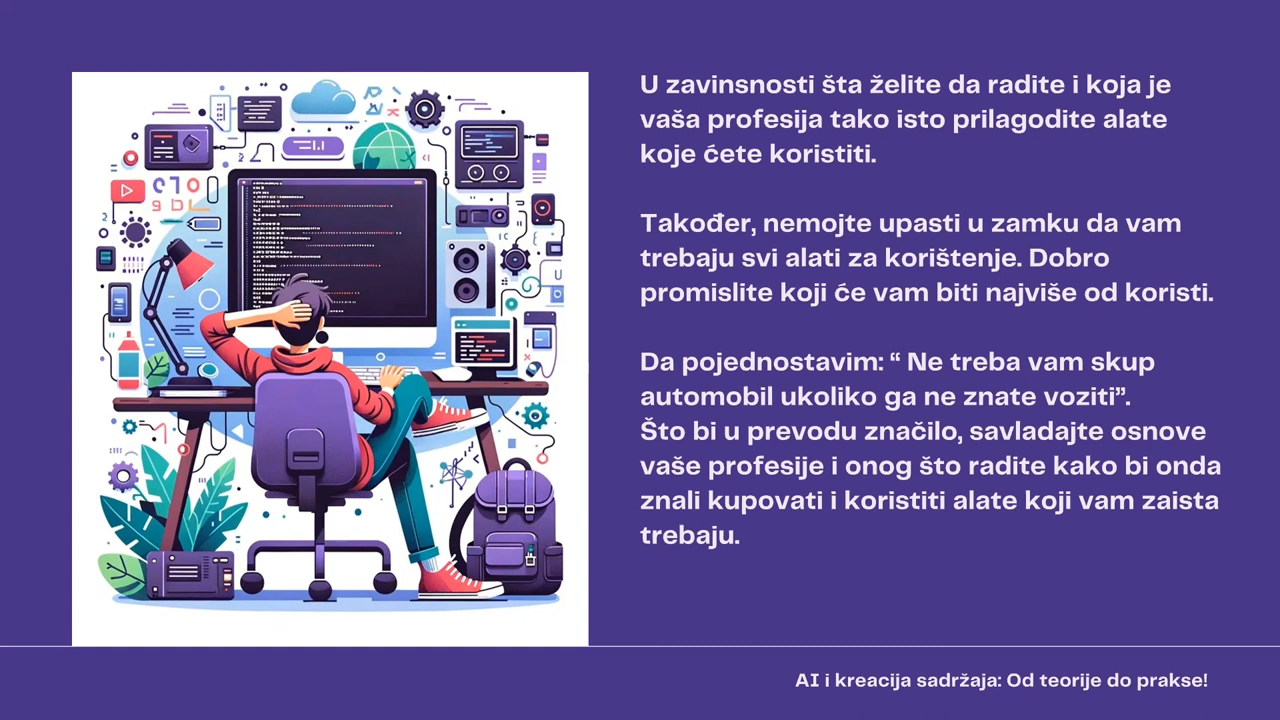 U zavinsnosti šta želite da radite i koja je
vaša profesija tako isto prilagodite alate
koje ćete koristiti.
Također, nemojte upasti u zamku da vam
trebaju svi alati za korištenje. Dobro
promislite koji će vam biti najviše od koristi.
Da pojednostavim: “ Ne treba vam skup
automobil ukoliko ga ne znate voziti”.
Što bi u prevodu značilo, savladajte osnove
vaše profesije i onog što radite kako bi onda
znali kupovati i koristiti alate koji vam zaista
trebaju.
AI i kreacija sadržaja: Od teorije do prakse!